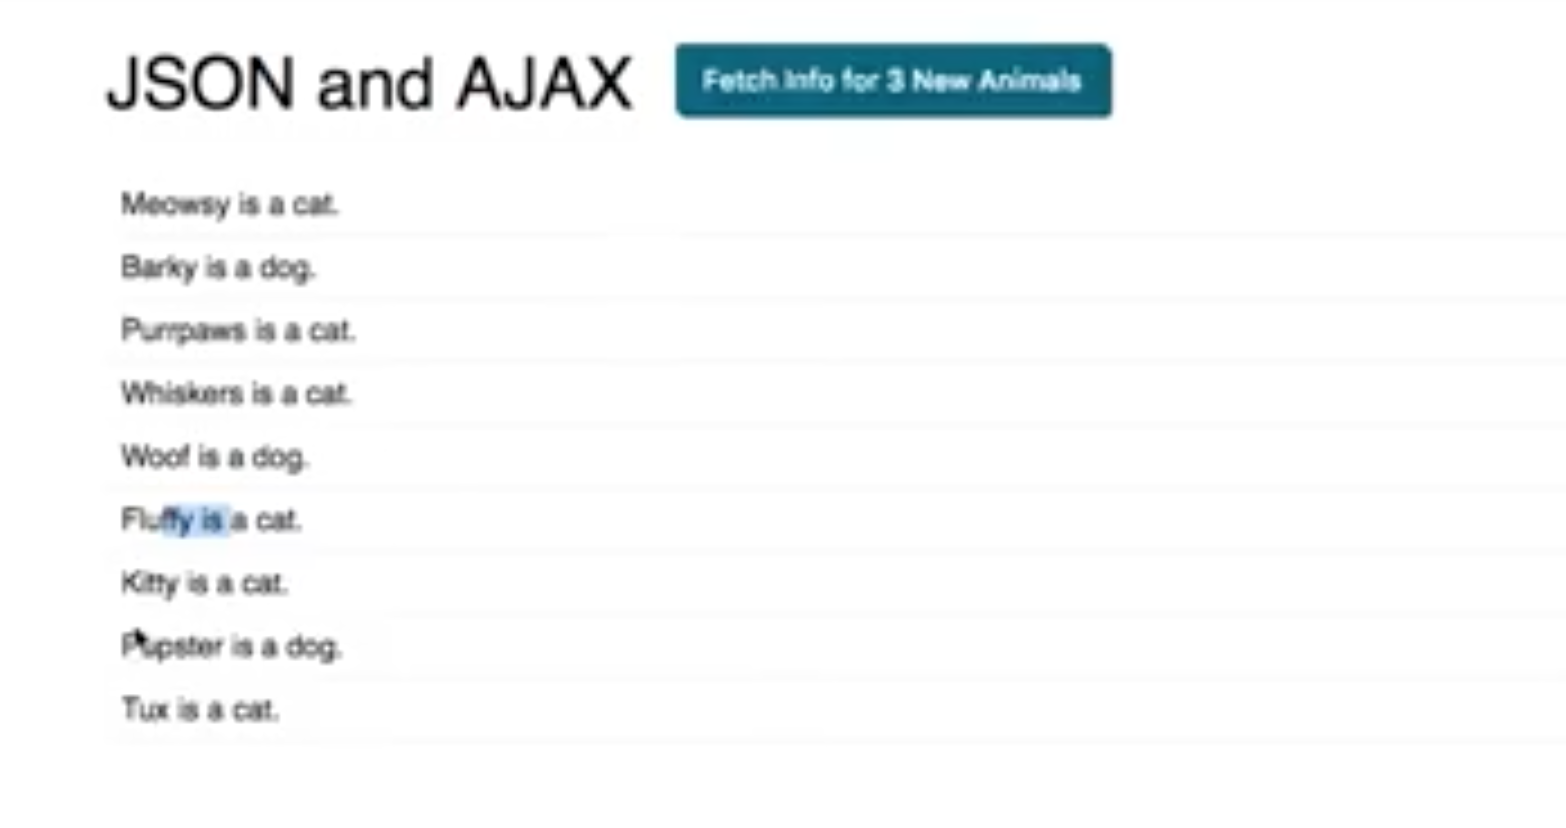 JSON and AJAX Fetch Info for 3 New Animals
Meowsy is a cat.
Barky is a dog.
Purrpaws is a cat.
Whiskers is a cat.
Woof is a dog.
Fluffy is a cat.
Kitty is a cat.
Pupster is a dog.
Tux is a cat.